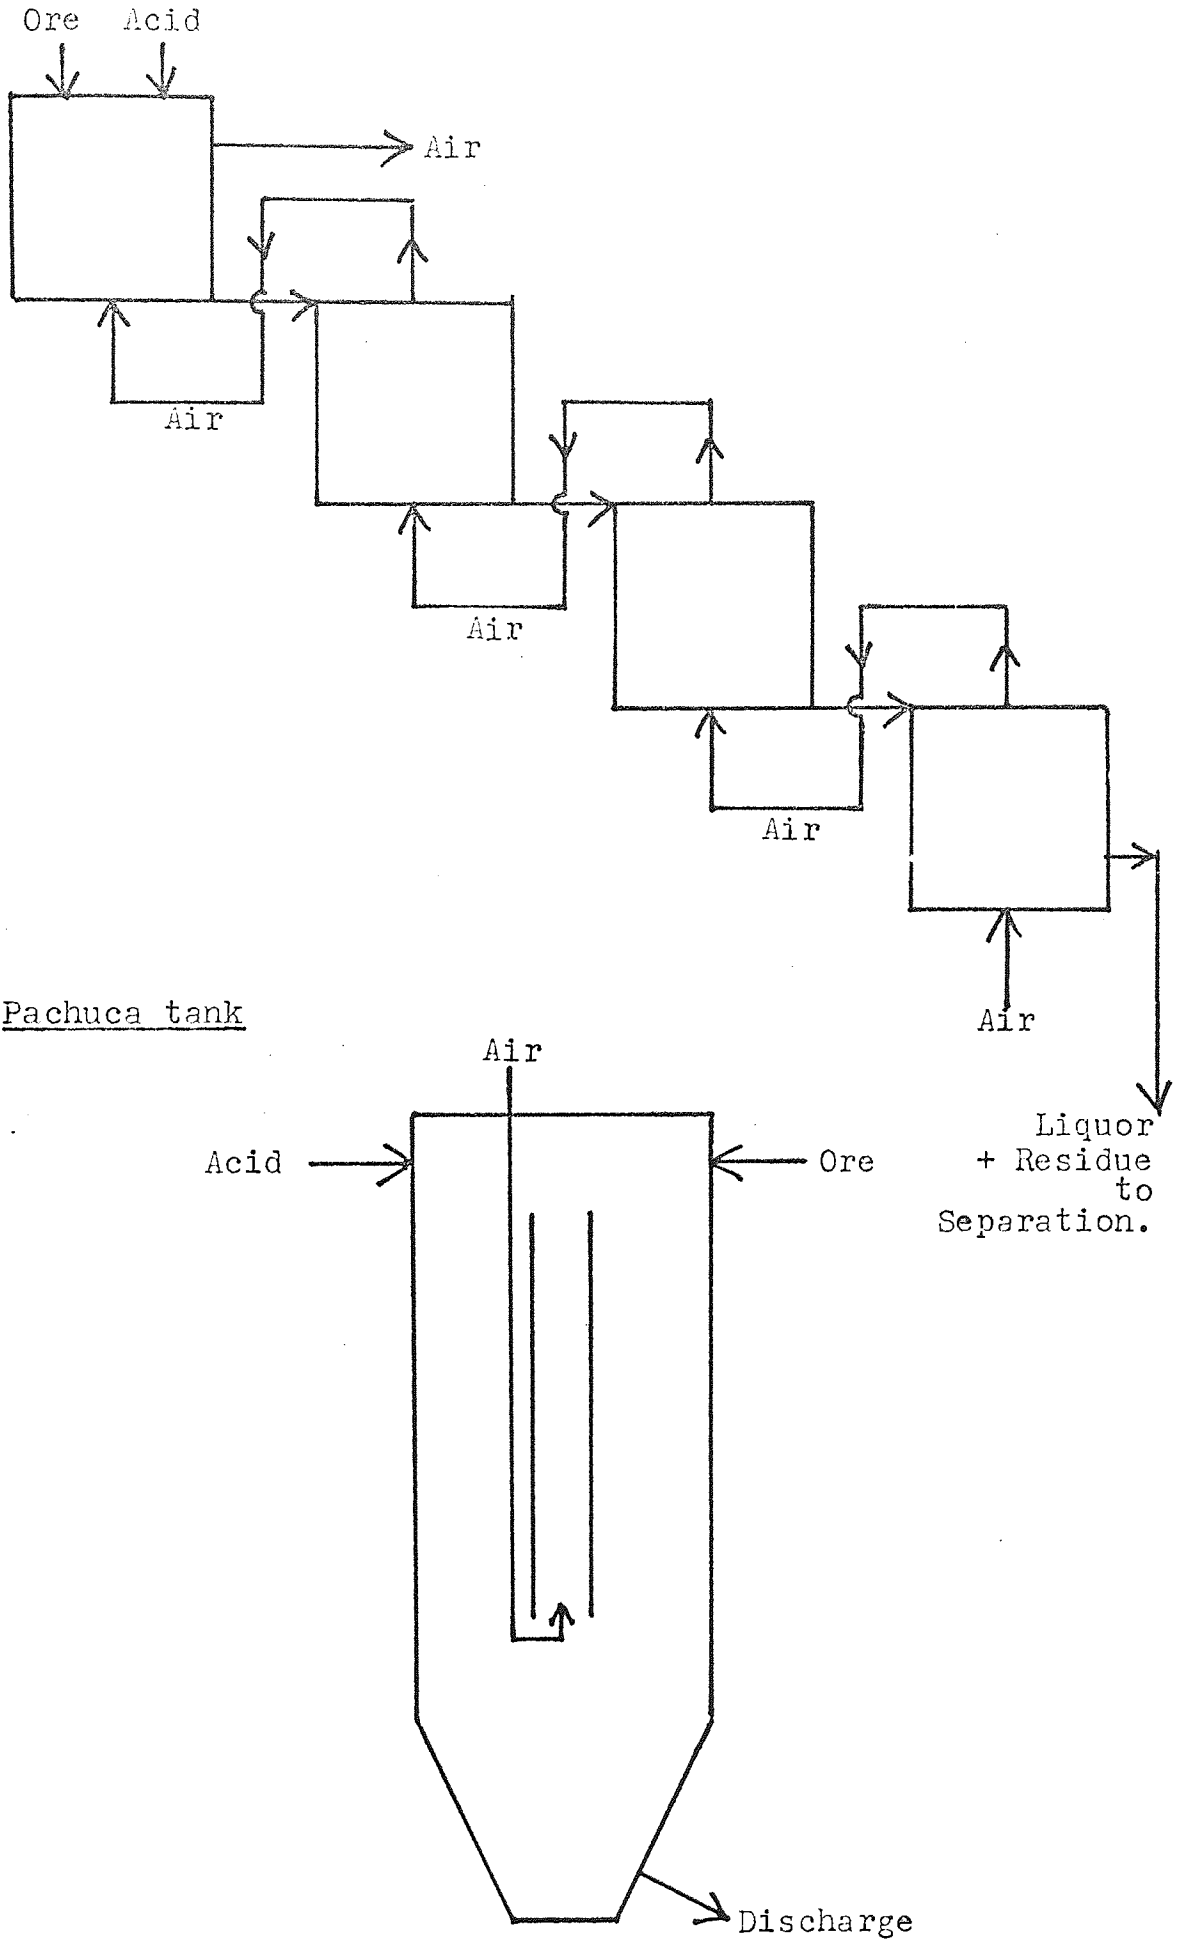 Ore Acid
Air
Air
Air
Air
Air
Pachuca tank
Air
Acid
Ore
Liquor
+ Residue
to
Separation.
Discharge